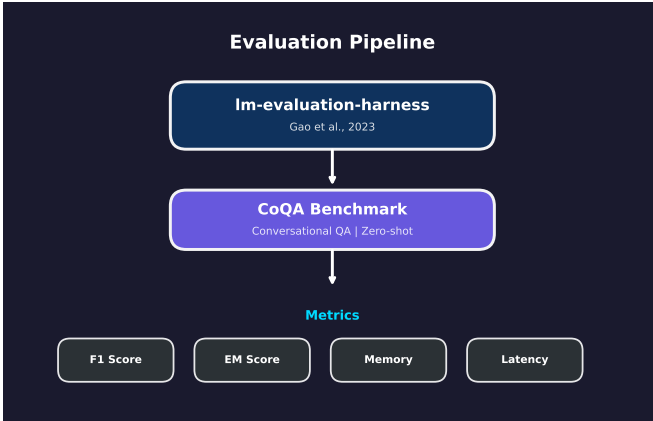 Evaluation Pipeline
lm-evaluation-harness
Gao et al., 2023
CoQA Benchmark
Conversational QA | Zero-shot
Metrics
F1 Score
EM Score
Memory
Latency